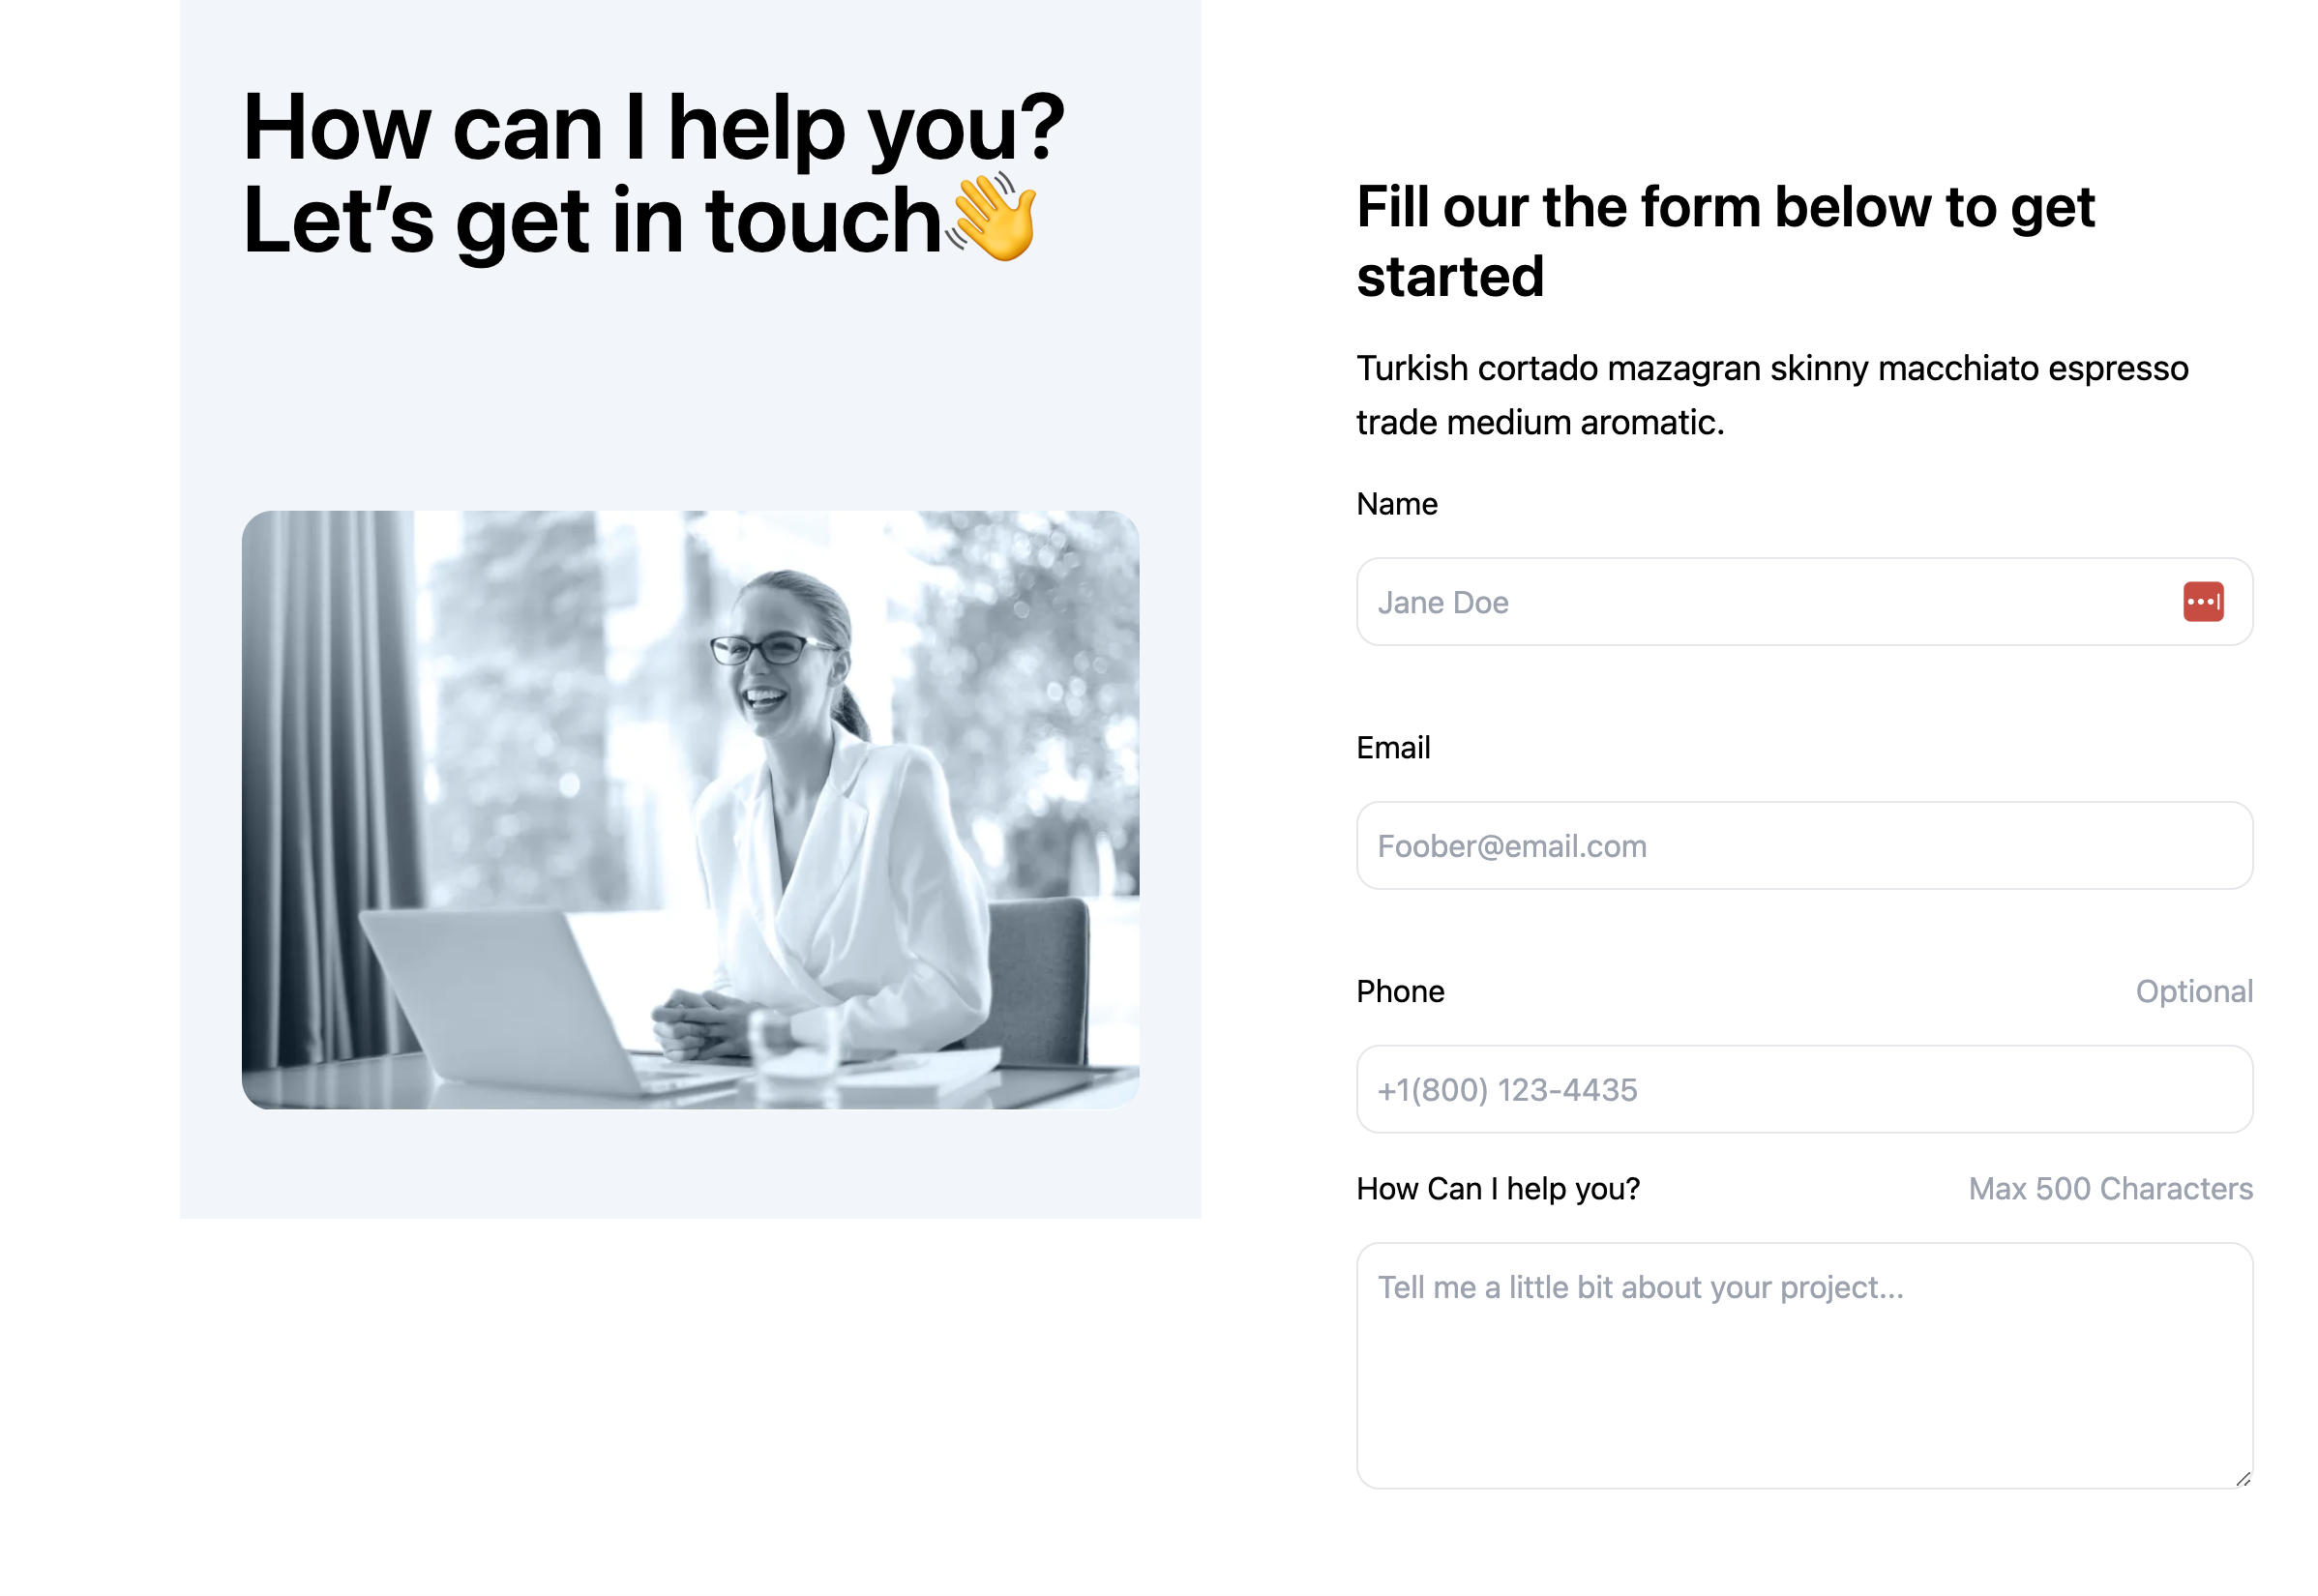 How can I help you?
Let’s get in touch👋
Fill our the form below to get
started
Turkish cortado mazagran skinny macchiato espresso
trade medium aromatic.
Name
Jane Doe
Email
Foober@email.com
Phone
Optional
+1(800) 123-4435
How Can I help you?
Max 500 Characters
Tell me a little bit about your project...